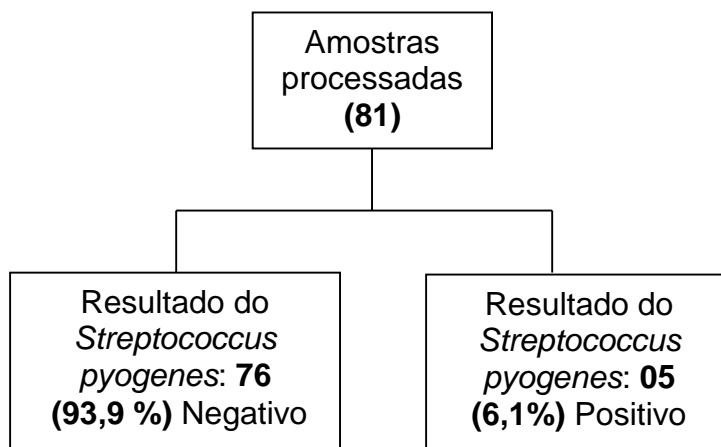 Amostras
processadas
(81)
Resultado do
Streptococcus
pyogenes: 76
(93,9 %) Negativo
Resultado do
Streptococcus
pyogenes: 05
(6,1%) Positivo